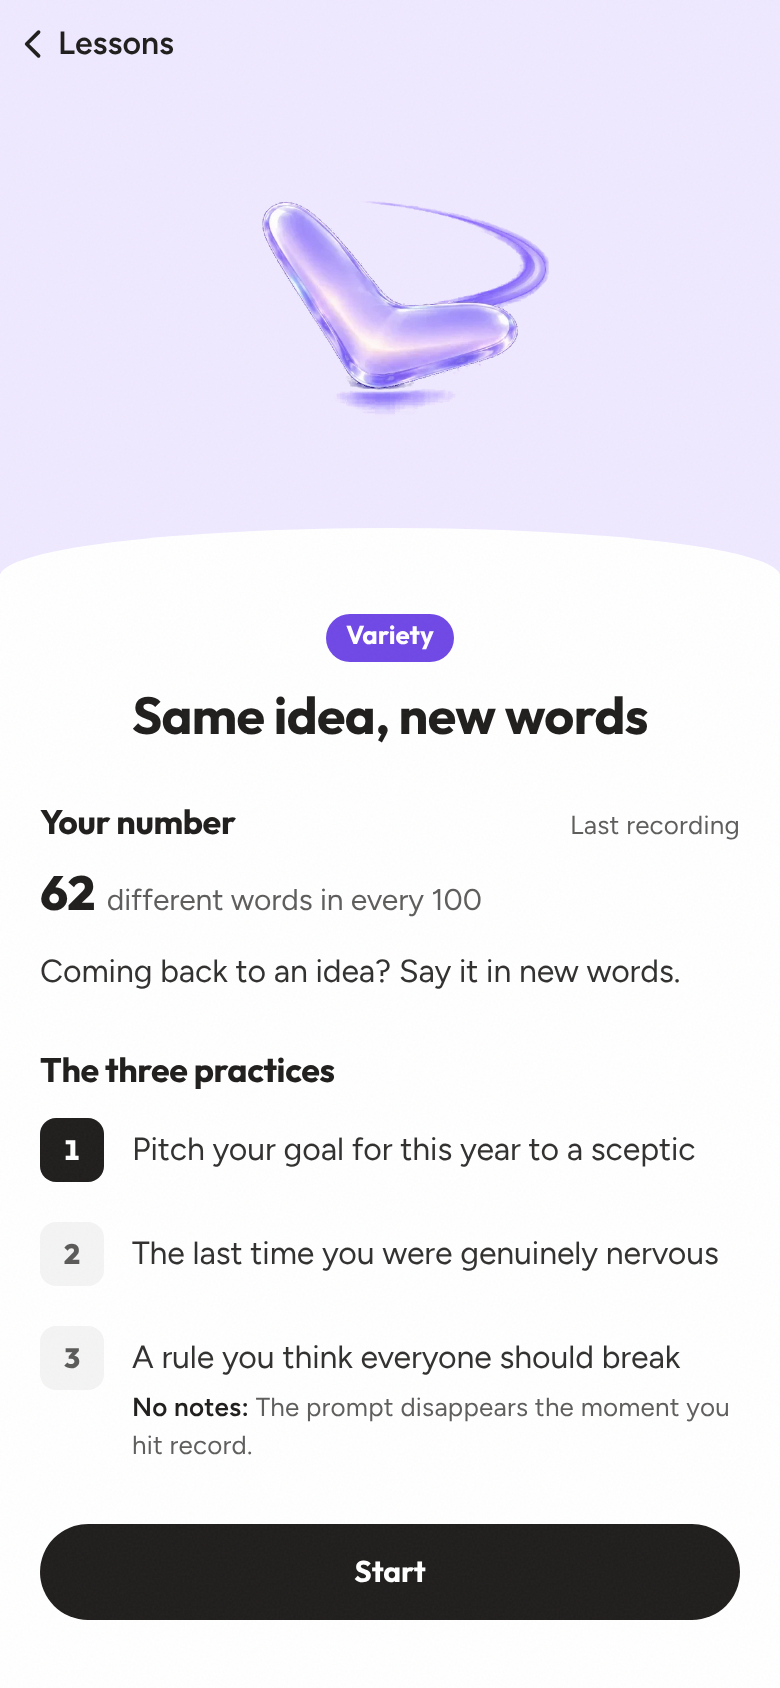 Lessons
Variety
Same idea, new words
Your number
Last recording
62 different words in every 100
Coming back to an idea? Say it in new words.
The three practices
1 Pitch your goal for this year to a sceptic
2 The last time you were genuinely nervous
3 A rule you think everyone should break
No notes: The prompt disappears the moment you
hit record.
Start